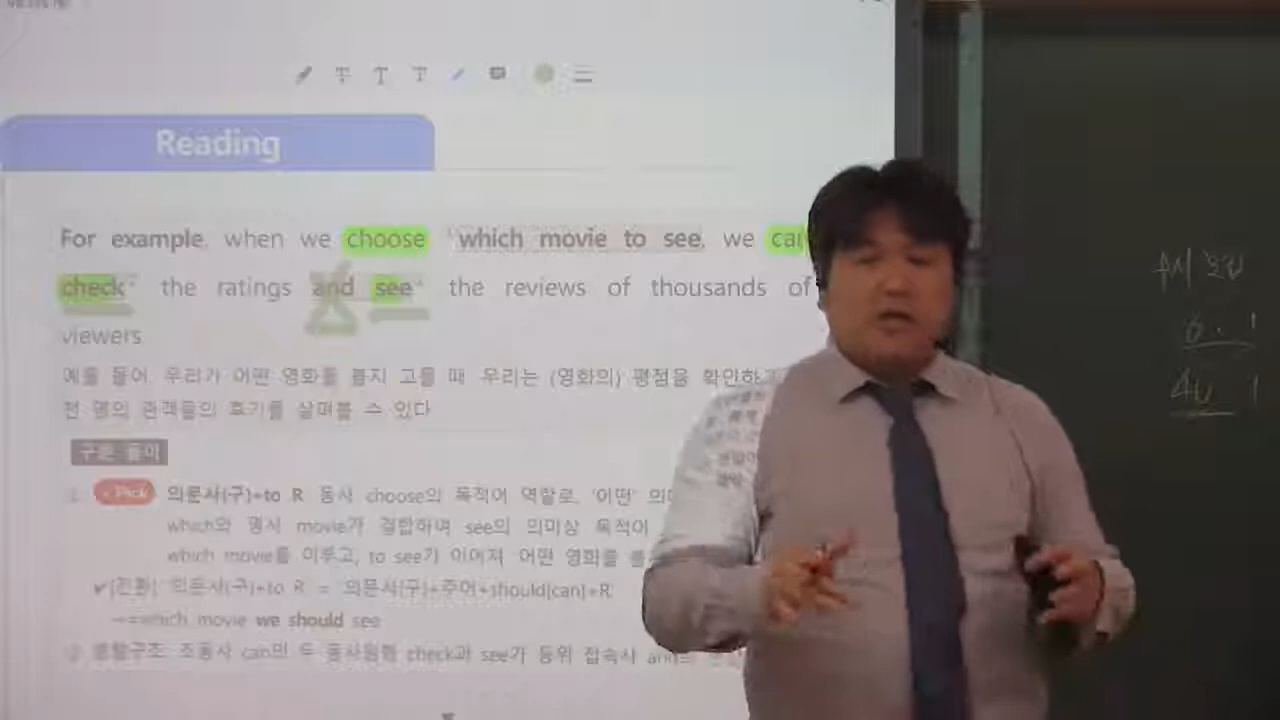 Reading
For example, when we choose which movie to see, we can
check the ratings and see the reviews of thousands of
viewers
예를 들어, 우리가 어떤 영화를 볼지 고를 때 우리는 (영화의) 평점을 확인하고
천 명의 관객들의 후기를 살펴볼 수 있다
구문 풀이
① Pick 의문사(구)+to R 동사 choose의 목적어 역할로, '어떤'
which와 명사 movie가 결합하여 see의 의미상 목적어
which movie를 이루고, to see가 이어져 어떤 영화를 볼
✔[전환] 의문사(구)+to R = 의문사(구)+주어+should[can]+R
which movie we should see
② 병렬구조 조동사 can의 두 동사원형 check과 see가 등위 접속사 and로